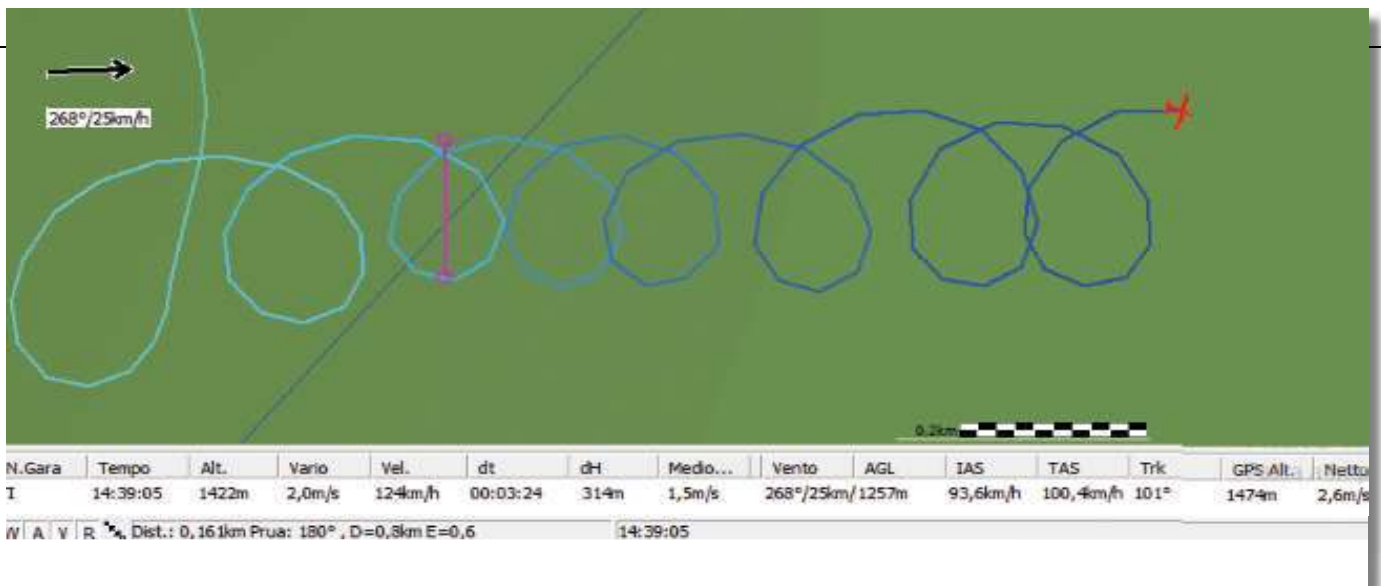 268°/25km/h
0.2km
N.Gara Tempo Alt. Vario Vel. dt dH Medio... Vento AGL IAS TAS Trk GPS Alt. Netto
I 14:39:05 1422m 2,0m/s 124km/h 00:03:24 314m 1,5m/s 268°/25km/ 1257m 93,6km/h 100,4km/h 101° 1474m 2,6m/s
W A V R Dist.: 0,161km Prua: 180° , D=0,8km E=0,6 14:39:05